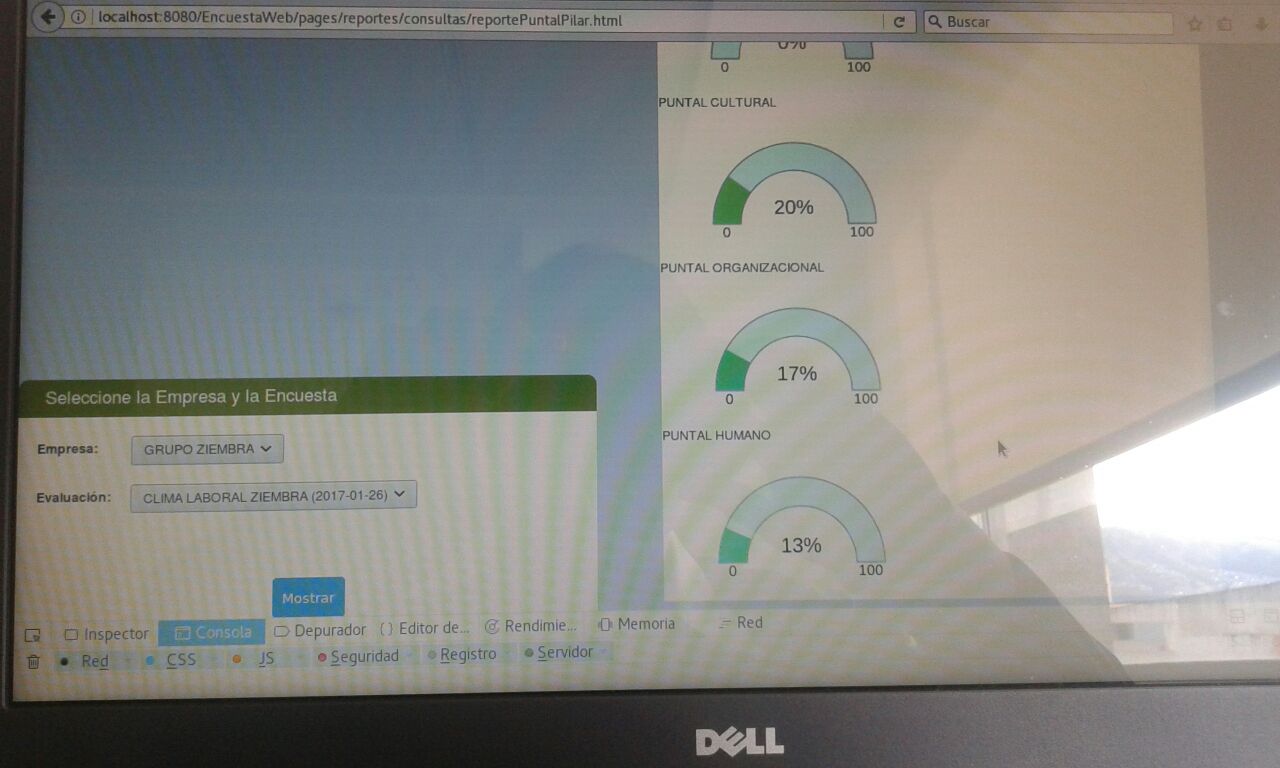 localhost:8080/EncuestaWeb/pages/reportes/consultas/reportePuntalPilar.html
Buscar
0%
0 100
PUNTAL CULTURAL
20%
0 100
PUNTAL ORGANIZACIONAL
17%
0 100
PUNTAL HUMANO
13%
0 100
Seleccione la Empresa y la Encuesta
Empresa: GRUPO ZIEMBRA
Evaluación: CLIMA LABORAL ZIEMBRA (2017-01-26)
Mostrar
Inspector Consola Depurador { } Editor de... Rendimie... Memoria Red
Red CSS JS Seguridad Registro Servidor
DELL